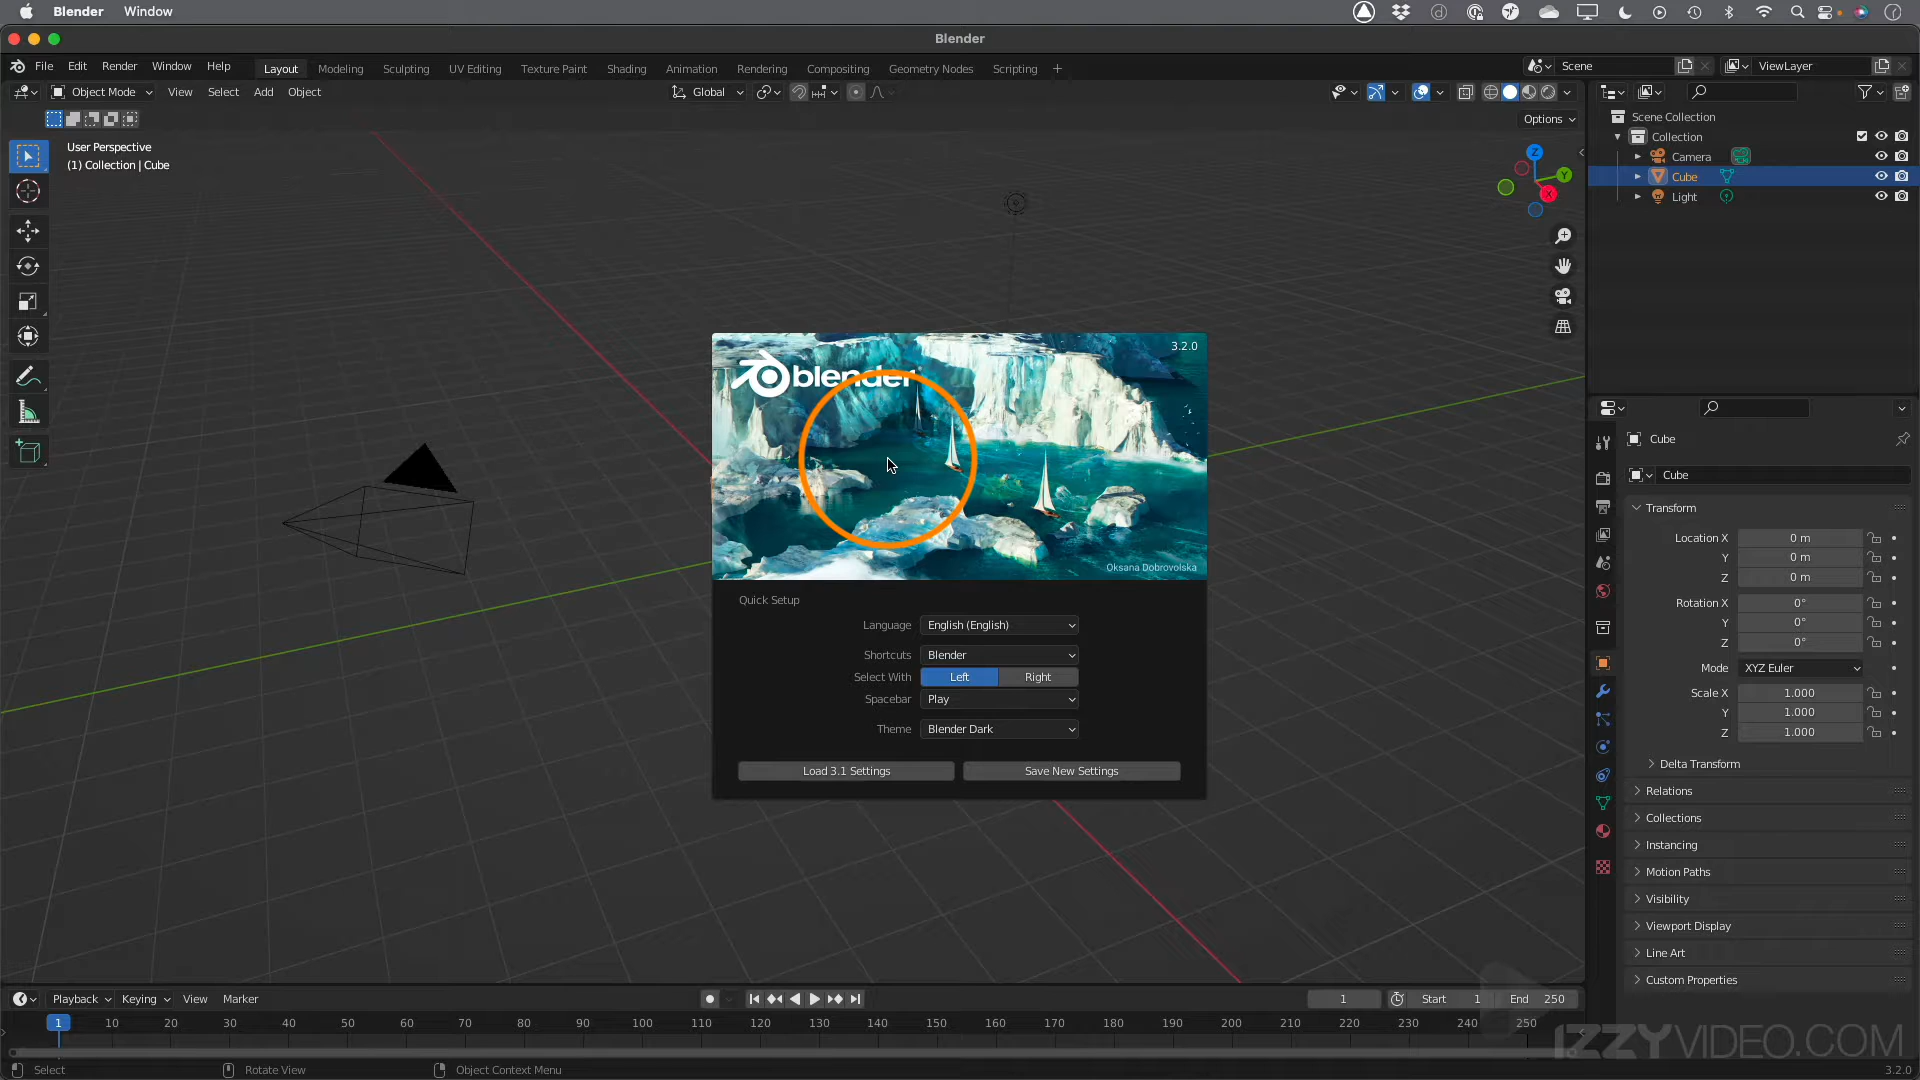 Blender Window
Blender
File Edit Render Window Help Layout Modeling Sculpting UV Editing Texture Paint Shading Animation Rendering Compositing Geometry Nodes Scripting + Scene ViewLayer
Object Mode View Select Add Object Global
Options
User Perspective
(1) Collection | Cube
Z
Y
X
Scene Collection
Collection
Camera
Cube
Light
blender
3.2.0
Oksana Dobrovolska
Quick Setup
Language English (English)
Shortcuts Blender
Select With Left Right
Spacebar Play
Theme Blender Dark
Load 3.1 Settings Save New Settings
Cube
Cube
Transform
Location X 0 m
Y 0 m
Z 0 m
Rotation X 0°
Y 0°
Z 0°
Mode XYZ Euler
Scale X 1.000
Y 1.000
Z 1.000
Delta Transform
Relations
Collections
Instancing
Motion Paths
Visibility
Viewport Display
Line Art
Custom Properties
Playback Keying View Marker 1 Start 1 End 250
1 10 20 30 40 50 60 70 80 90 100 110 120 130 140 150 160 170 180 190 200 210 220 230 240 250
IZZYVIDEO.COM
Select Rotate View Object Context Menu 3.2.0